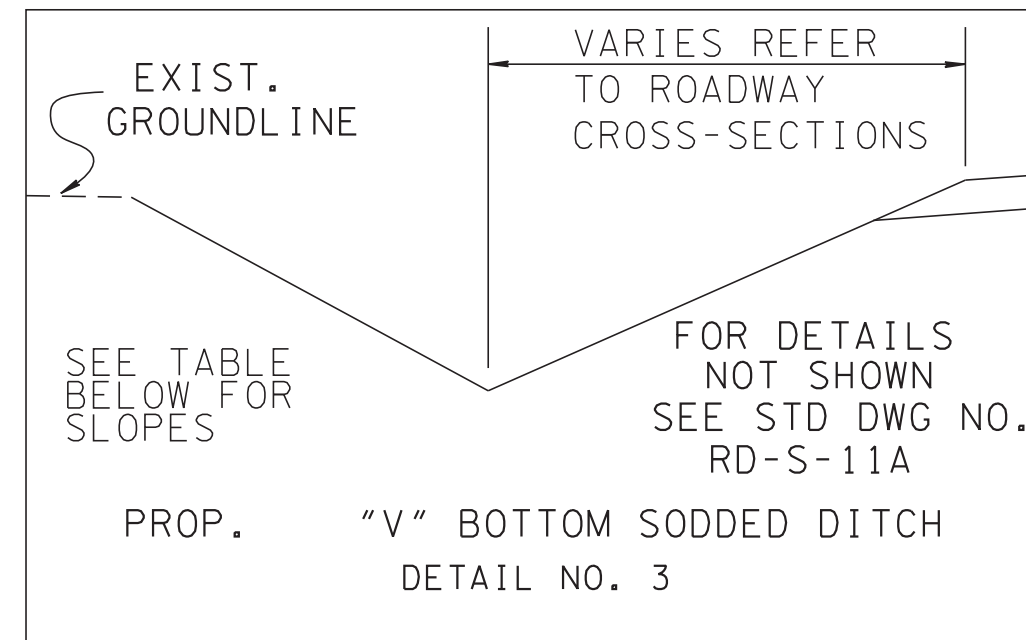 EXIST.
GROUNDLINE
VARIES REFER
TO ROADWAY
CROSS-SECTIONS
SEE TABLE
BELOW FOR
SLOPES
FOR DETAILS
NOT SHOWN
SEE STD DWG NO.
RD-S-11A
PROP. "V" BOTTOM SODDED DITCH
DETAIL NO. 3